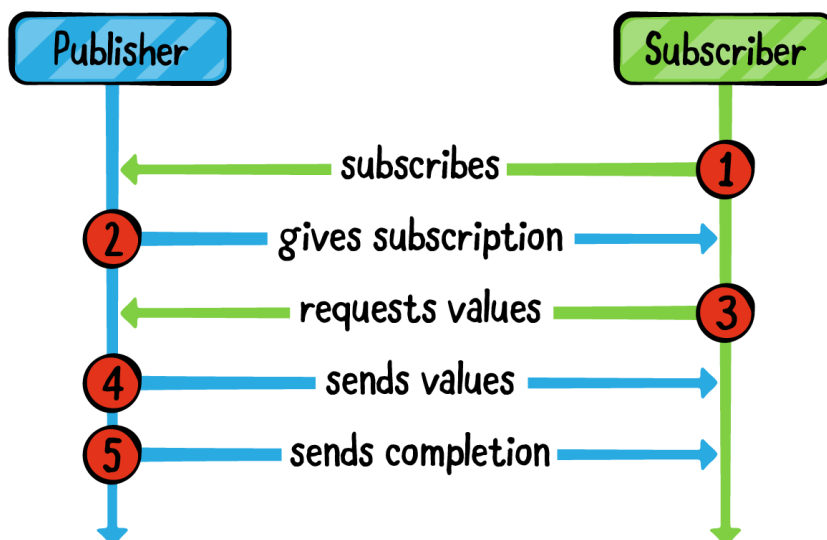 Publisher
Subscriber
subscribes
1
2
gives subscription
requests values
3
4
sends values
5
sends completion